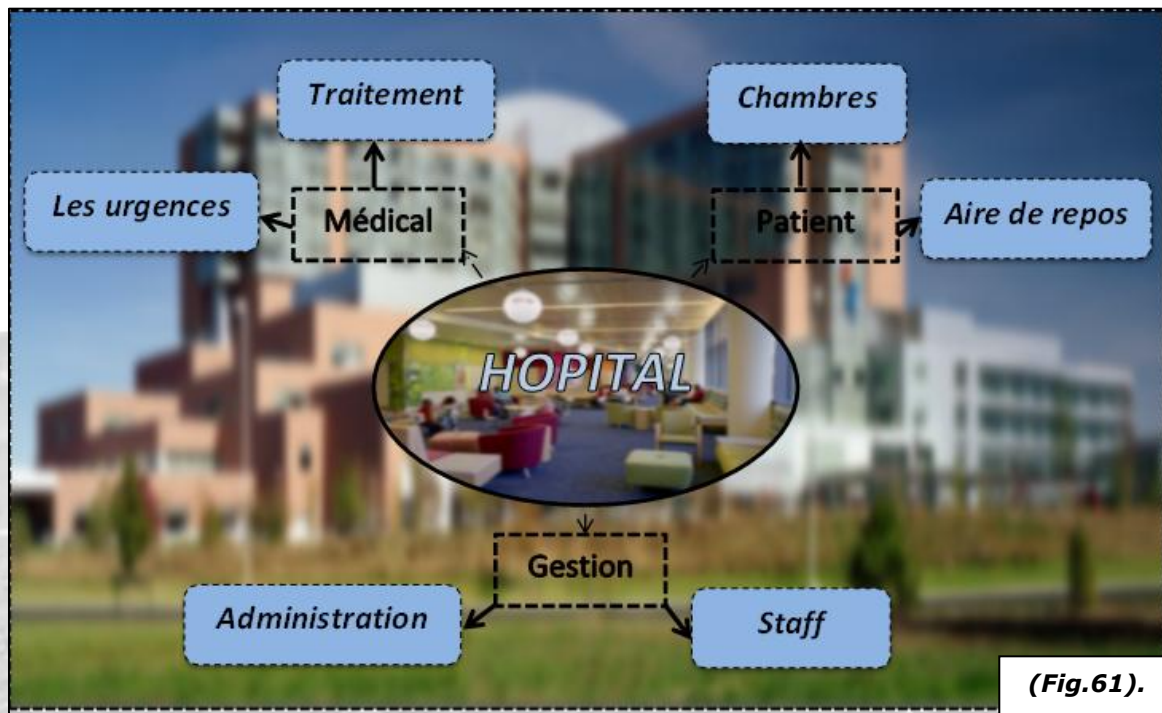 Traitement
Chambres
Les urgences
Médical
Patient
Aire de repos
HOPITAL
Gestion
Administration
Staff
(Fig.61).